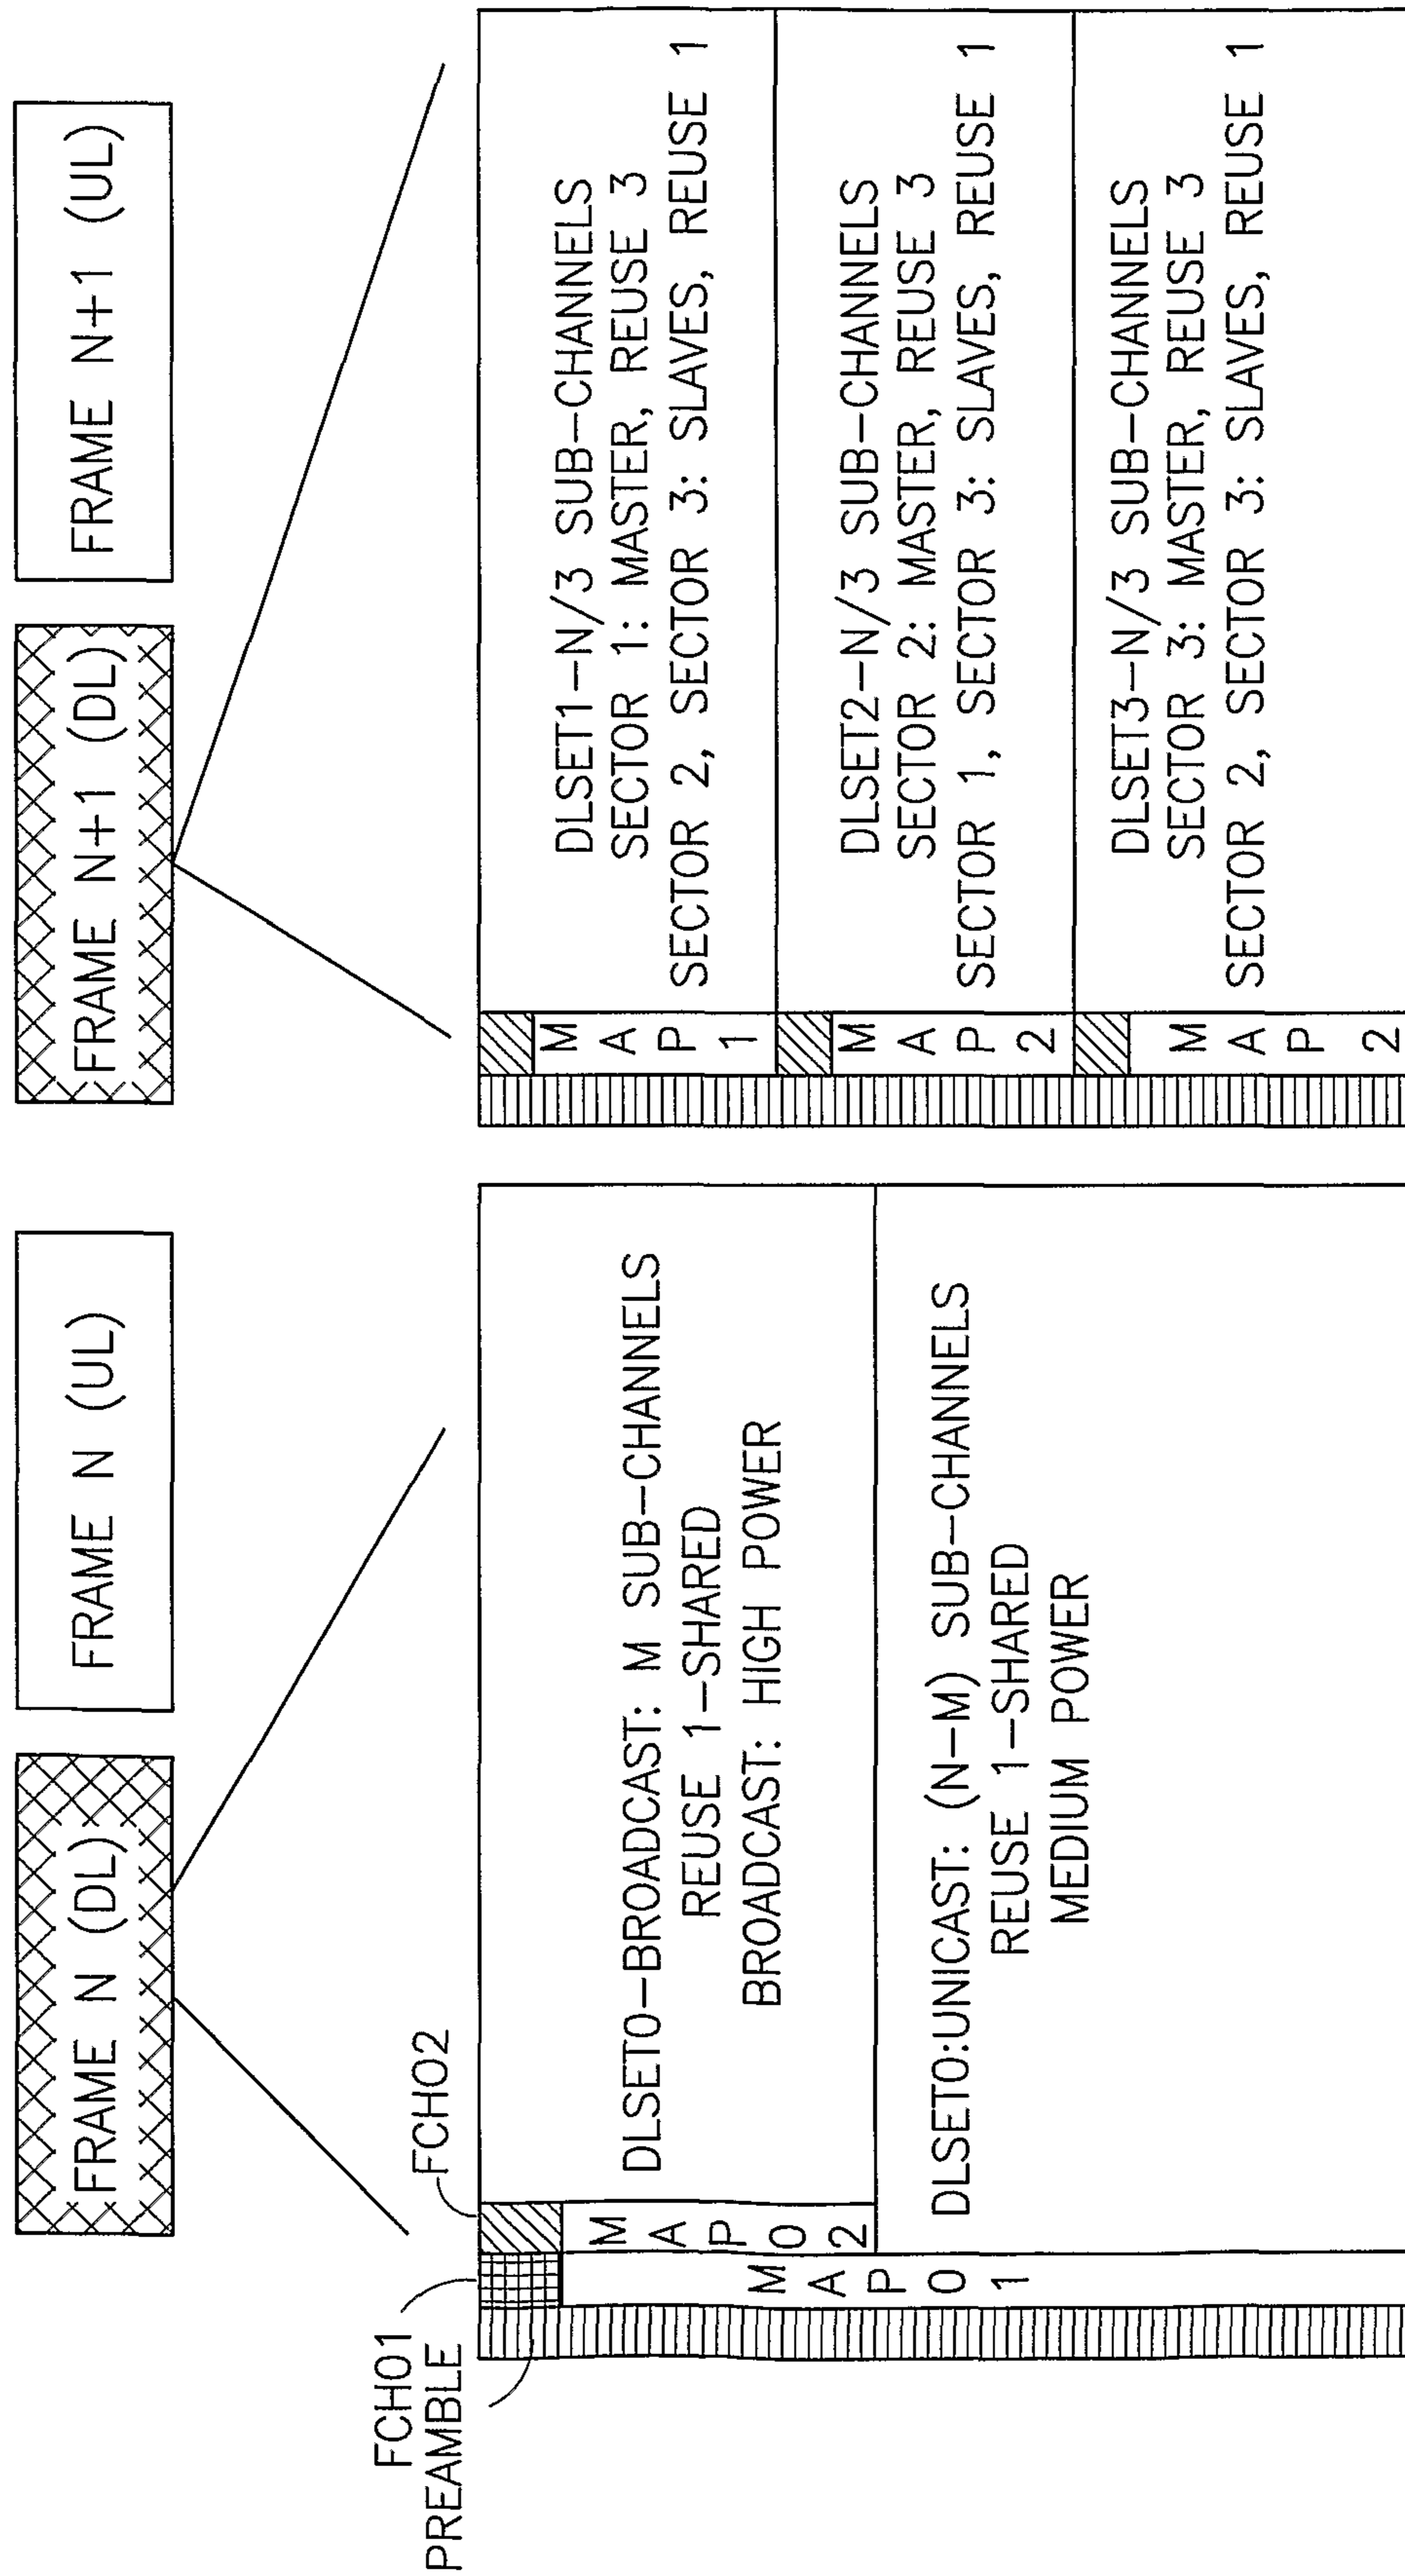 FRAME N (DL)
FRAME N (UL)
FRAME N+1 (DL)
FRAME N+1 (UL)
FCH01
PREAMBLE
FCH02
MAP01
MAP02
DLSET0-BROADCAST: M SUB-CHANNELS
REUSE 1-SHARED
BROADCAST: HIGH POWER
DLSET0:UNICAST: (N-M) SUB-CHANNELS
REUSE 1-SHARED
MEDIUM POWER
MAP1
DLSET1-N/3 SUB-CHANNELS
SECTOR 1: MASTER, REUSE 3
SECTOR 2, SECTOR 3: SLAVES, REUSE 1
MAP2
DLSET2-N/3 SUB-CHANNELS
SECTOR 2: MASTER, REUSE 3
SECTOR 1, SECTOR 3: SLAVES, REUSE 1
MAP2
DLSET3-N/3 SUB-CHANNELS
SECTOR 3: MASTER, REUSE 3
SECTOR 2, SECTOR 3: SLAVES, REUSE 1